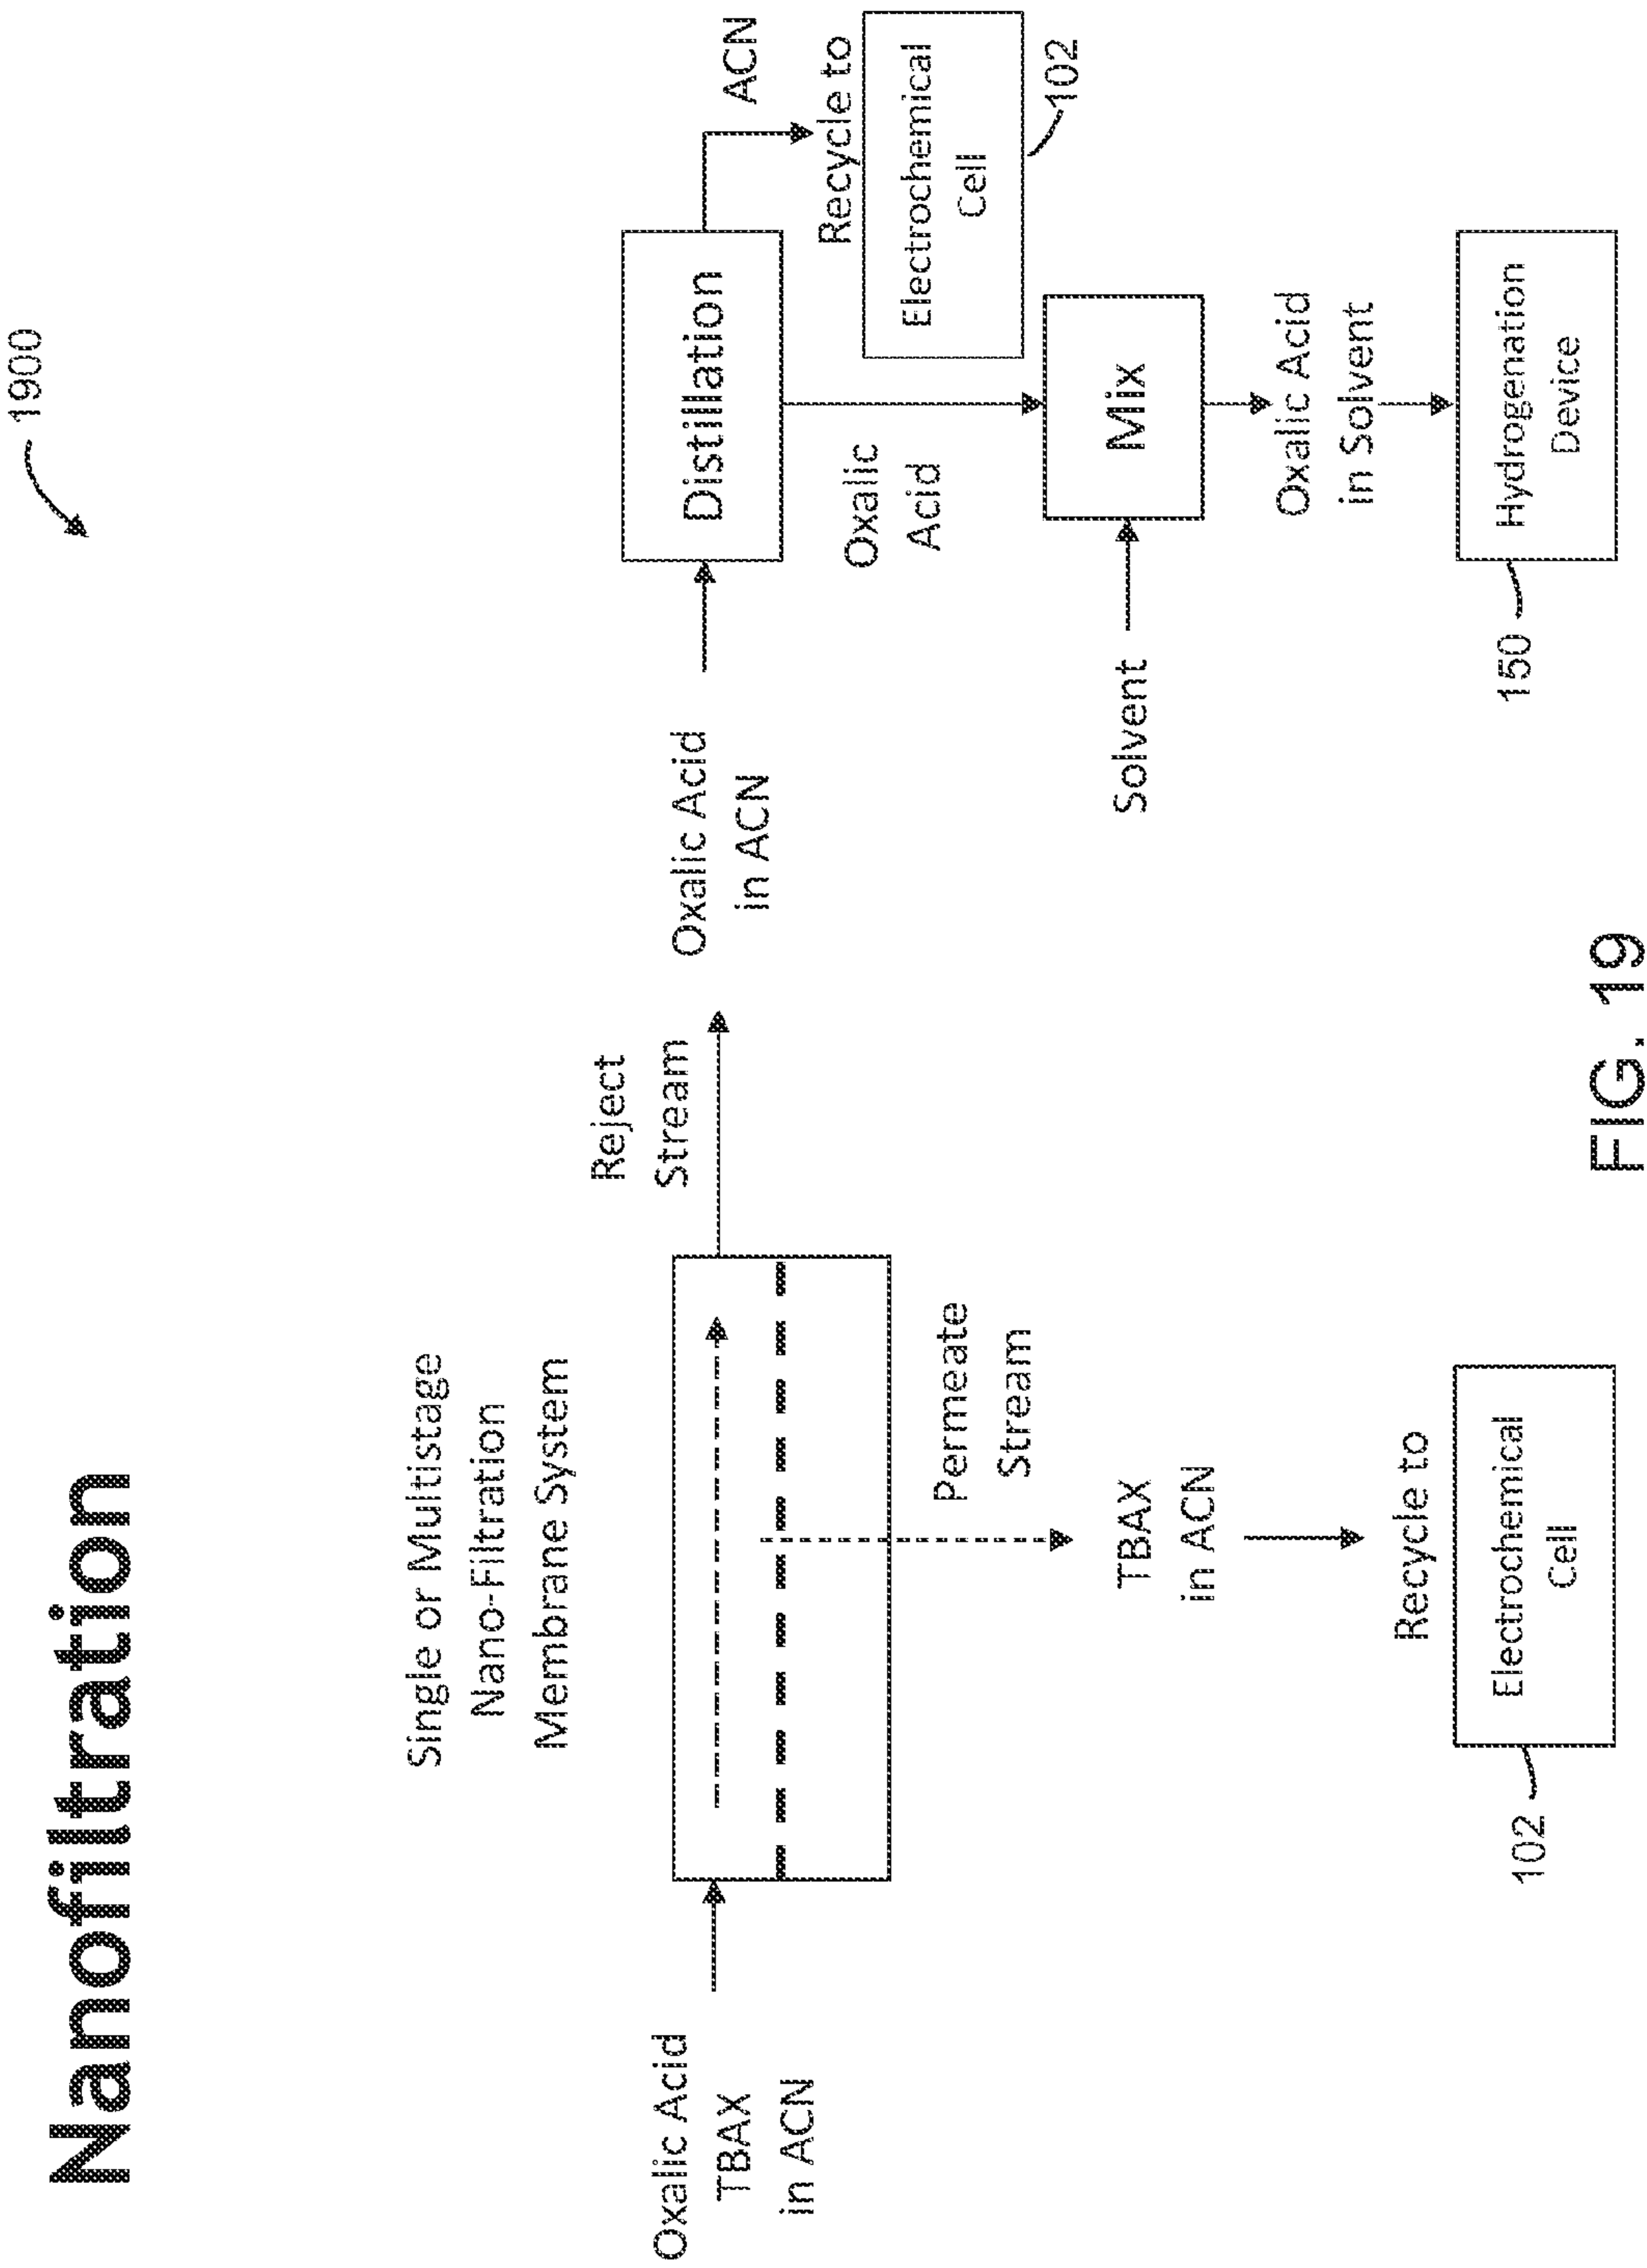 Nanofiltration
1900
Single or Multistage
Nano-Filtration
Membrane System
Oxalic Acid
TBAX
in ACN
Reject
Stream
Oxalic Acid
in ACN
Distillation
ACN
Recycle to
Electrochemical
Cell
102
Oxalic
Acid
Permeate
Stream
Solvent
Mix
TBAX
in ACN
Oxalic Acid
in Solvent
Recycle to
Electrochemical
Cell
102
Hydrogenation
Device
150
FIG. 19